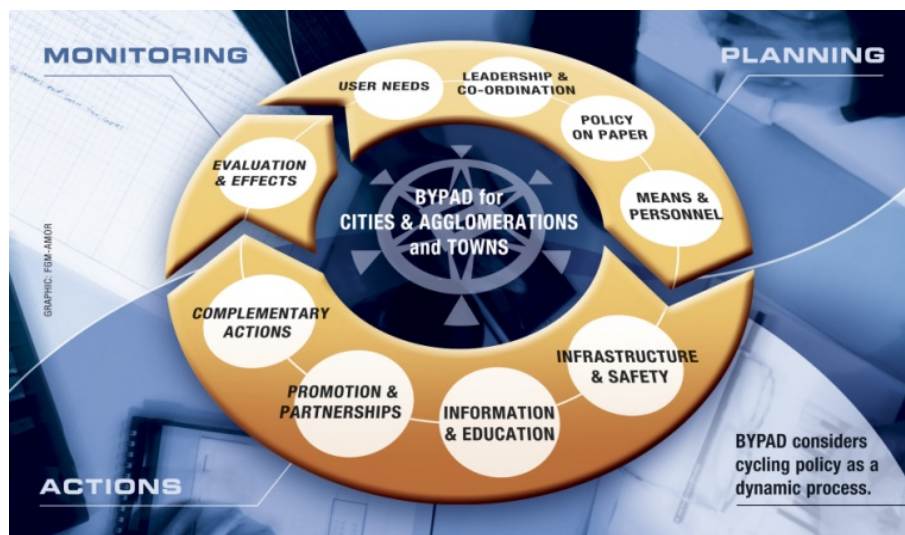 MONITORING
PLANNING
USER NEEDS
LEADERSHIP &
CO-ORDINATION
POLICY
ON PAPER
MEANS &
PERSONNEL
EVALUATION
& EFFECTS
BYPAD for
CITIES & AGGLOMERATIONS
and TOWNS
GRAPHIC: FGM-AMOR
COMPLEMENTARY
ACTIONS
PROMOTION &
PARTNERSHIPS
INFORMATION
& EDUCATION
INFRASTRUCTURE
& SAFETY
ACTIONS
BYPAD considers
cycling policy as a
dynamic process.